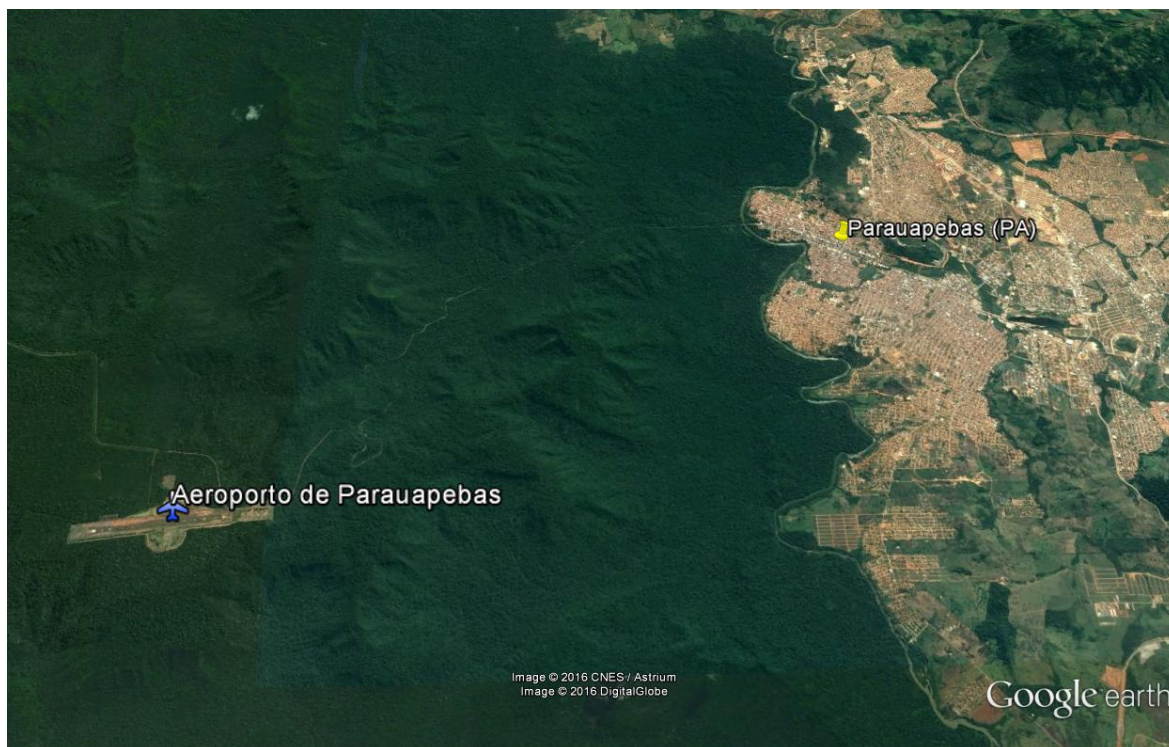 Parauapebas (PA)
Aeroporto de Parauapebas
Image © 2016 CNES / Astrium
Image © 2016 DigitalGlobe
Google earth